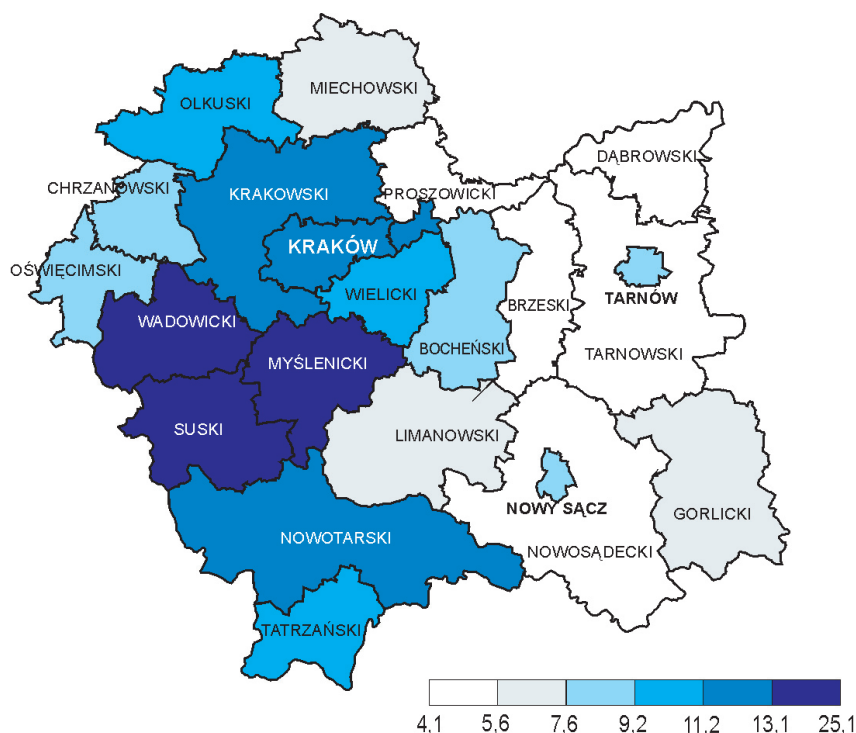 MIECHOWSKI
OLKUSKI
DĄBROWSKI
CHRZANOWSKI
KRAKOWSKI
PROSZOWICKI
KRAKÓW
OŚWIĘCIMSKI
WIELICKI
BRZESKI
TARNÓW
WADOWICKI
BOCHEŃSKI
TARNOWSKI
MYŚLENICKI
SUSKI
LIMANOWSKI
NOWY SĄCZ
GORLICKI
NOWOTARSKI
NOWOSĄDECKI
TATRZAŃSKI
4,1 5,6 7,6 9,2 11,2 13,1 25,1